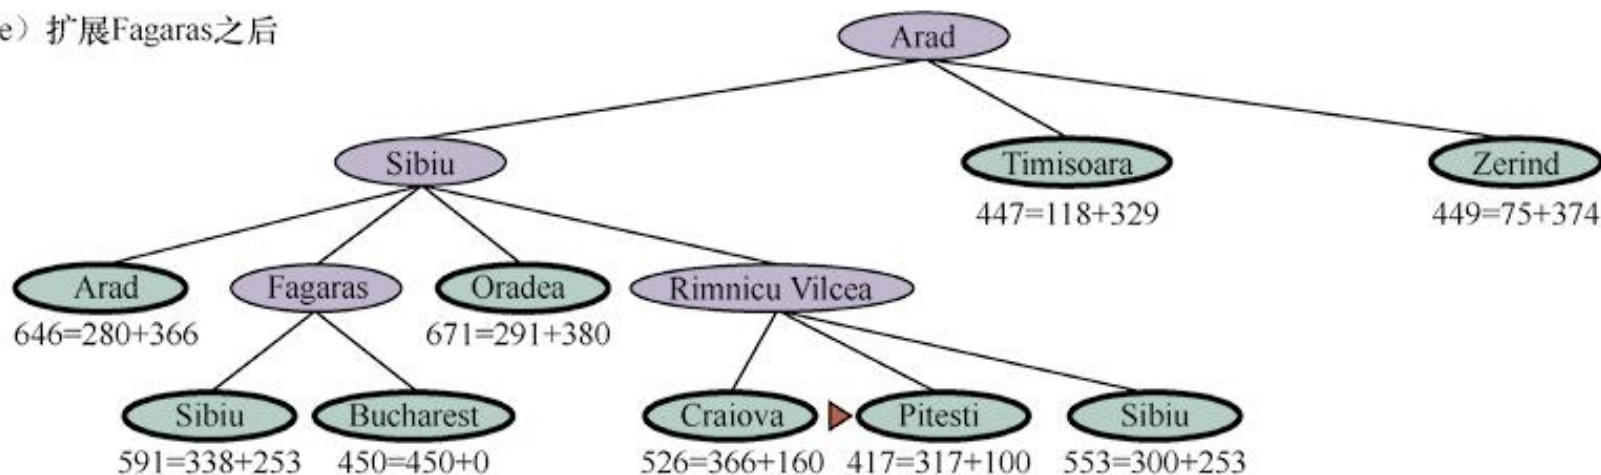 e）扩展Fagaras之后
Arad
Sibiu
Timisoara
Zerind
447=118+329
449=75+374
Arad
Fagaras
Oradea
Rimnicu Vilcea
646=280+366
671=291+380
Sibiu
Bucharest
Craiova
Pitesti
Sibiu
591=338+253
450=450+0
526=366+160
417=317+100
553=300+253